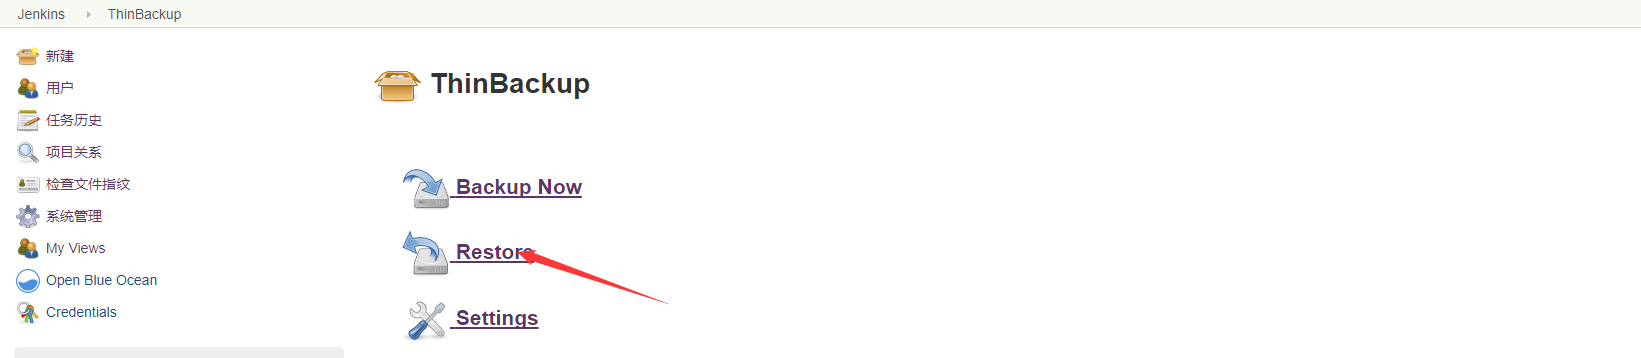 Jenkins ThinBackup
新建
用户
任务历史
项目关系
检查文件指纹
系统管理
My Views
Open Blue Ocean
Credentials
ThinBackup
Backup Now
Restore
Settings